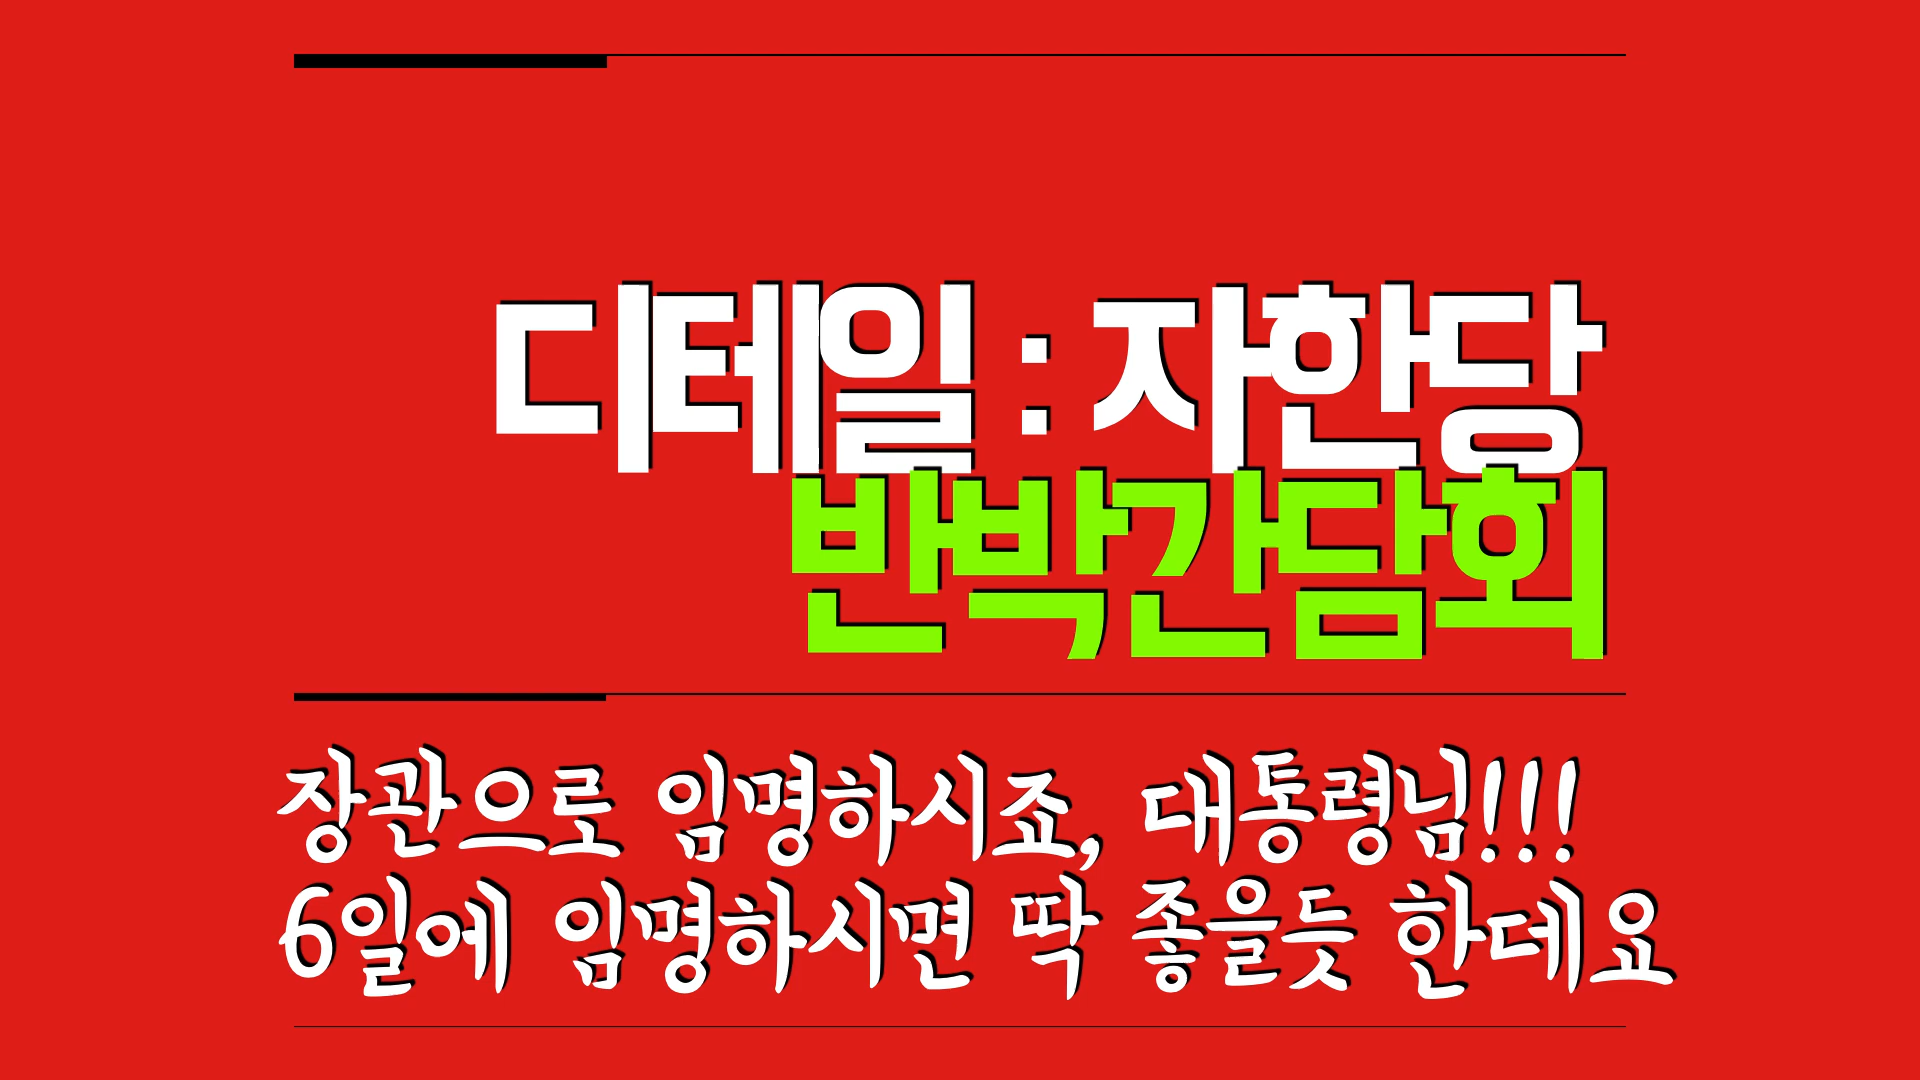 디테일 : 자한당
반박간담회
장관으로 임명하시죠, 대통령님!!!
6일에 임명하시면 딱 좋을듯 한데요